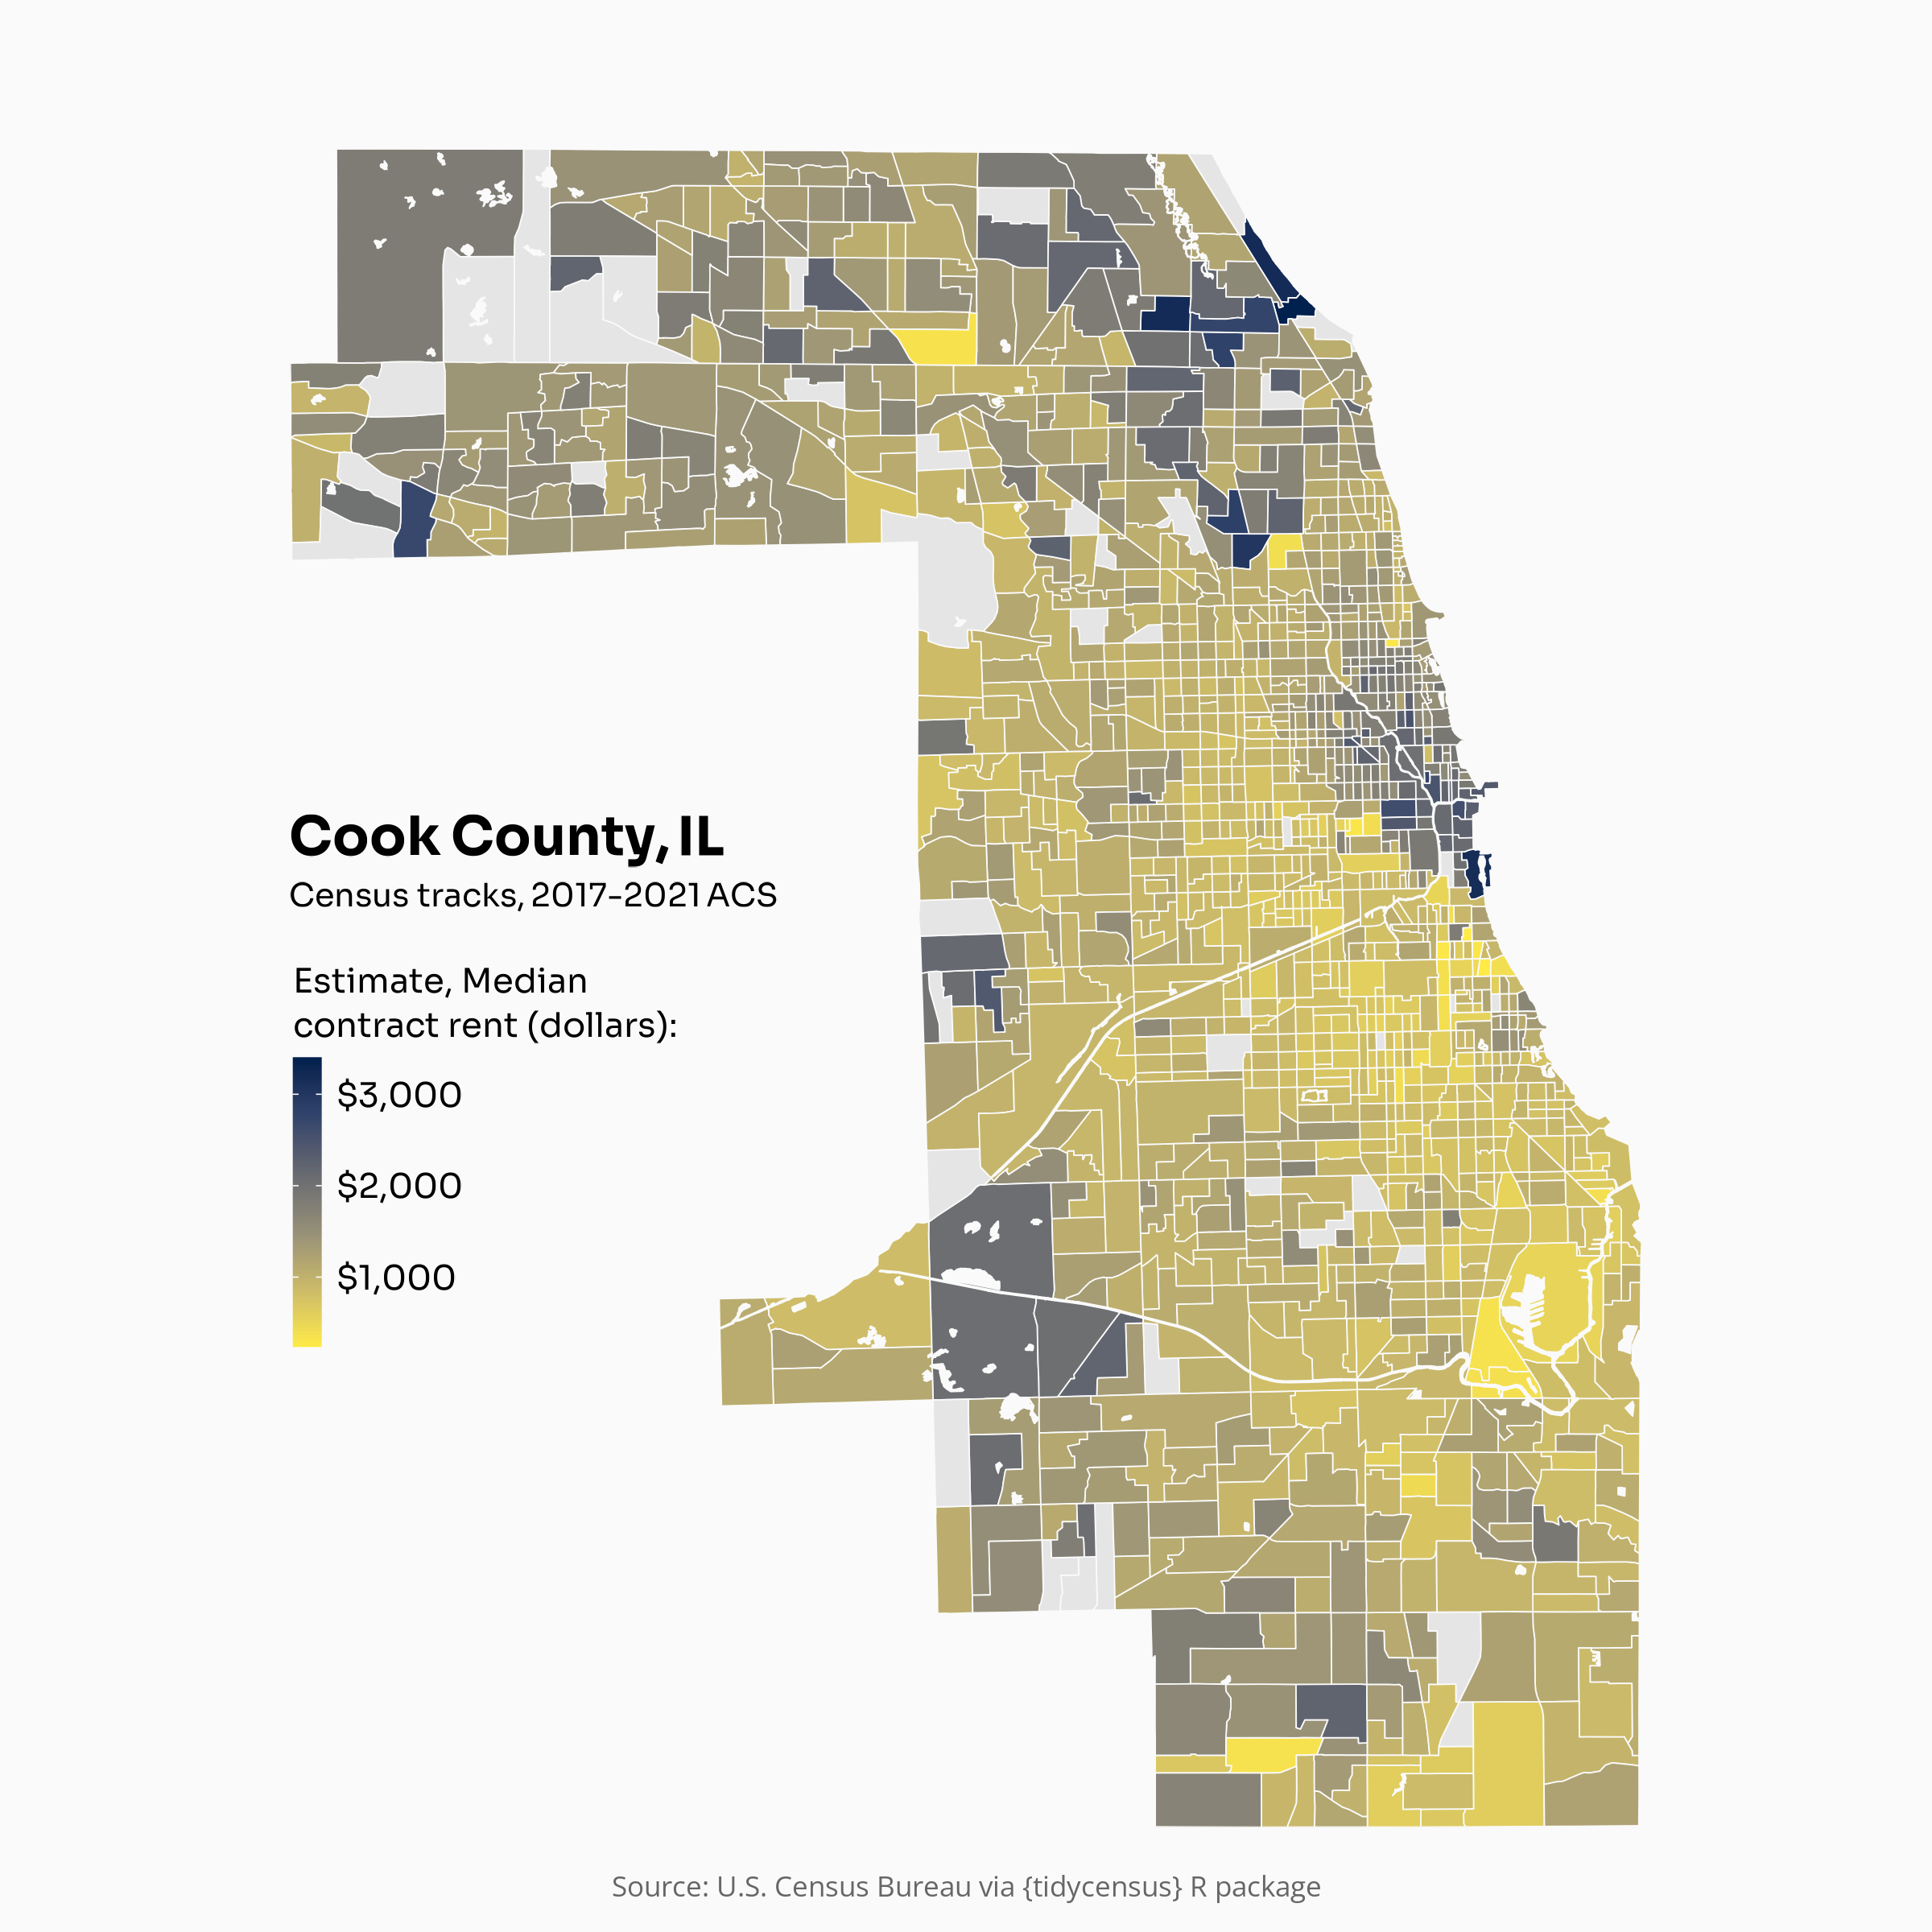 Cook County, IL
Census tracks, 2017-2021 ACS
Estimate, Median
contract rent (dollars):
$3,000
$2,000
$1,000
Source: U.S. Census Bureau via {tidycensus} R package